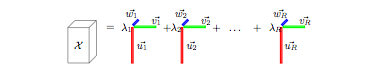 w⃗₁ w⃗₂ w⃗_R
𝒳 = λ₁ v⃗₁ + λ₂ v⃗₂ + ... + λ_R v⃗_R
u⃗₁ u⃗₂ u⃗_R